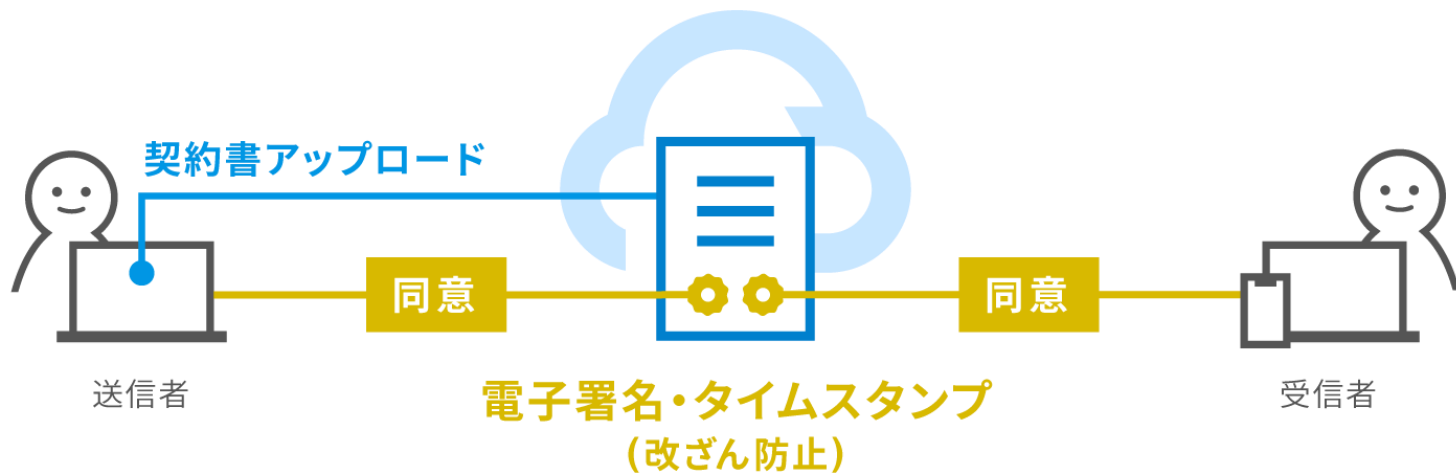 契約書アップロード
同意
同意
送信者
電子署名・タイムスタンプ
(改ざん防止)
受信者